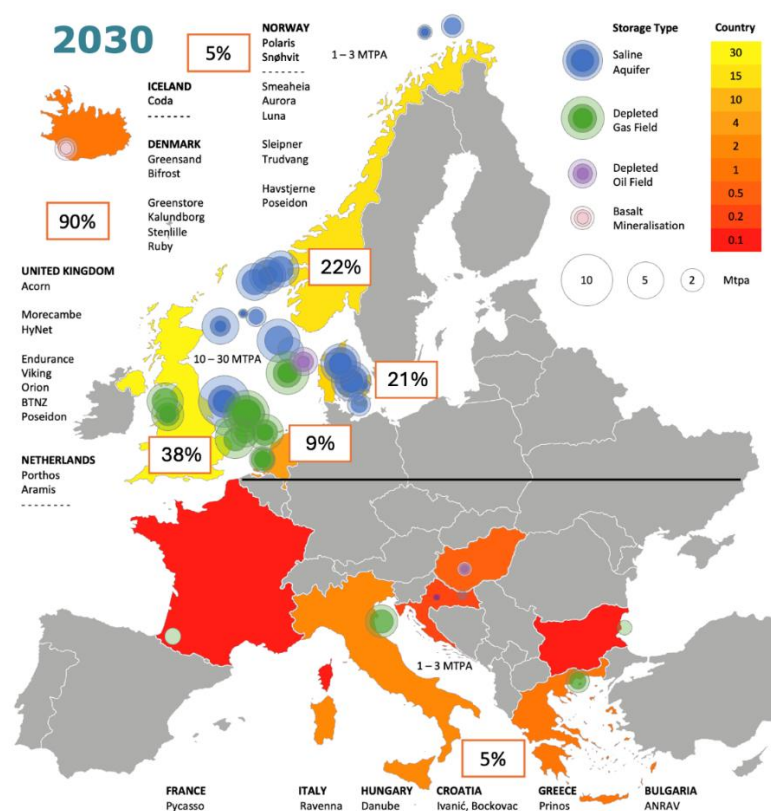 2030
5%
NORWAY
Polaris
Snøhvit
- - - - - - -
Smeaheia
Aurora
Luna
Sleipner
Trudvang
Havstjerne
Poseidon
1 – 3 MTPA
ICELAND
Coda
- - - - - - -
DENMARK
Greensand
Bifrost
Greenstore
Kalundborg
Stenlille
Ruby
90%
UNITED KINGDOM
Acorn
Morecambe
HyNet
Endurance
Viking
Orion
BTNZ
Poseidon
NETHERLANDS
Porthos
Aramis
- - - - - - -
Storage Type
Saline
Aquifer
Depleted
Gas Field
Depleted
Oil Field
Basalt
Mineralisation
Country
30
15
10
4
2
1
0.5
0.2
0.1
10
5
2
Mtpa
22%
10 – 30 MTPA
21%
9%
38%
1 – 3 MTPA
5%
FRANCE
Pycasso
ITALY
Ravenna
HUNGARY
Danube
CROATIA
Ivanić, Bockovac
GREECE
Prinos
BULGARIA
ANRAV